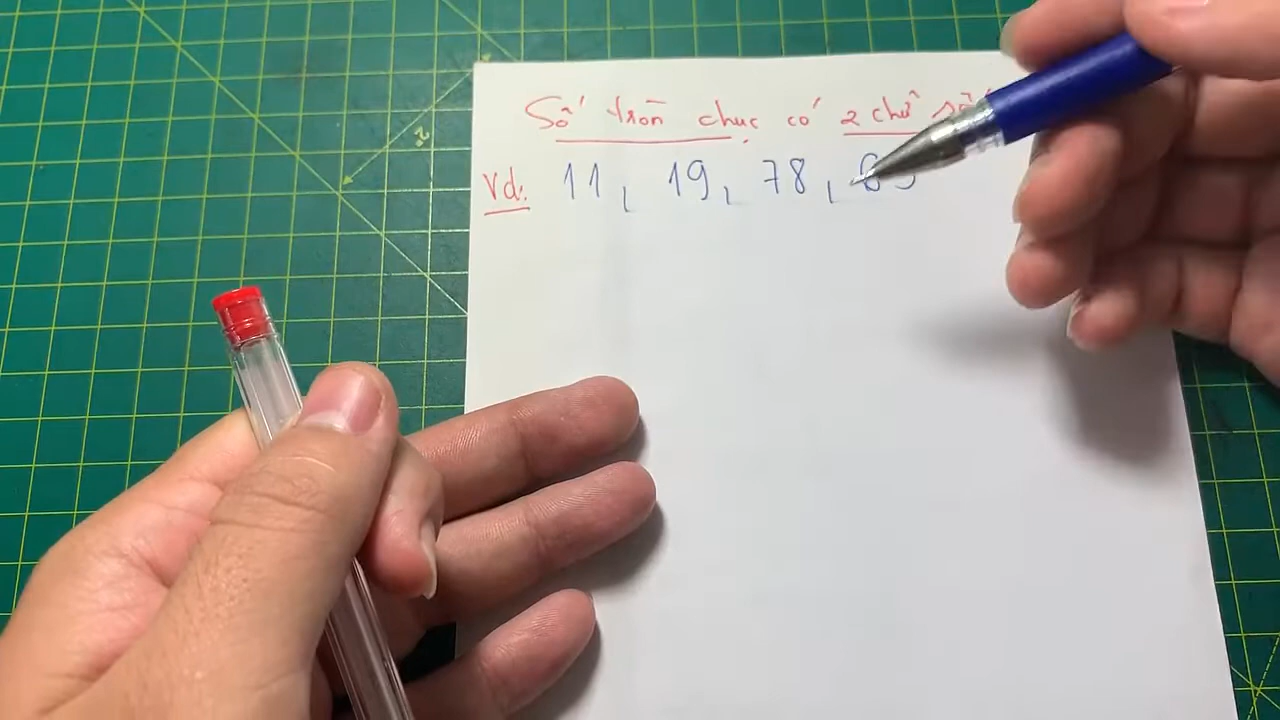 Số tròn chục có 2 chữ số
Vd: 11, 19, 78,